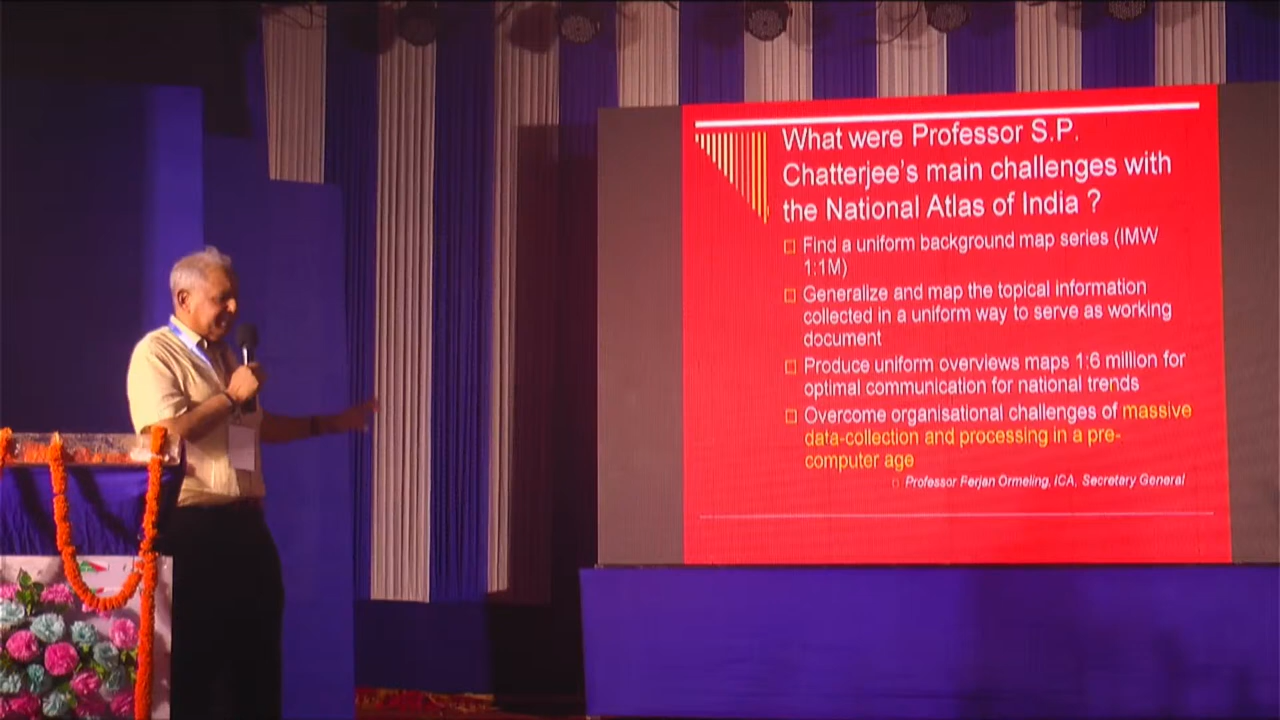 What were Professor S.P.
Chatterjee's main challenges with
the National Atlas of India ?
Find a uniform background map series (IMW
1:1M)
Generalize and map the topical information
collected in a uniform way to serve as working
document
Produce uniform overviews maps 1:6 million for
optimal communication for national trends
Overcome organisational challenges of massive
data-collection and processing in a pre-
computer age
Professor Ferjan Ormeling, ICA, Secretary General